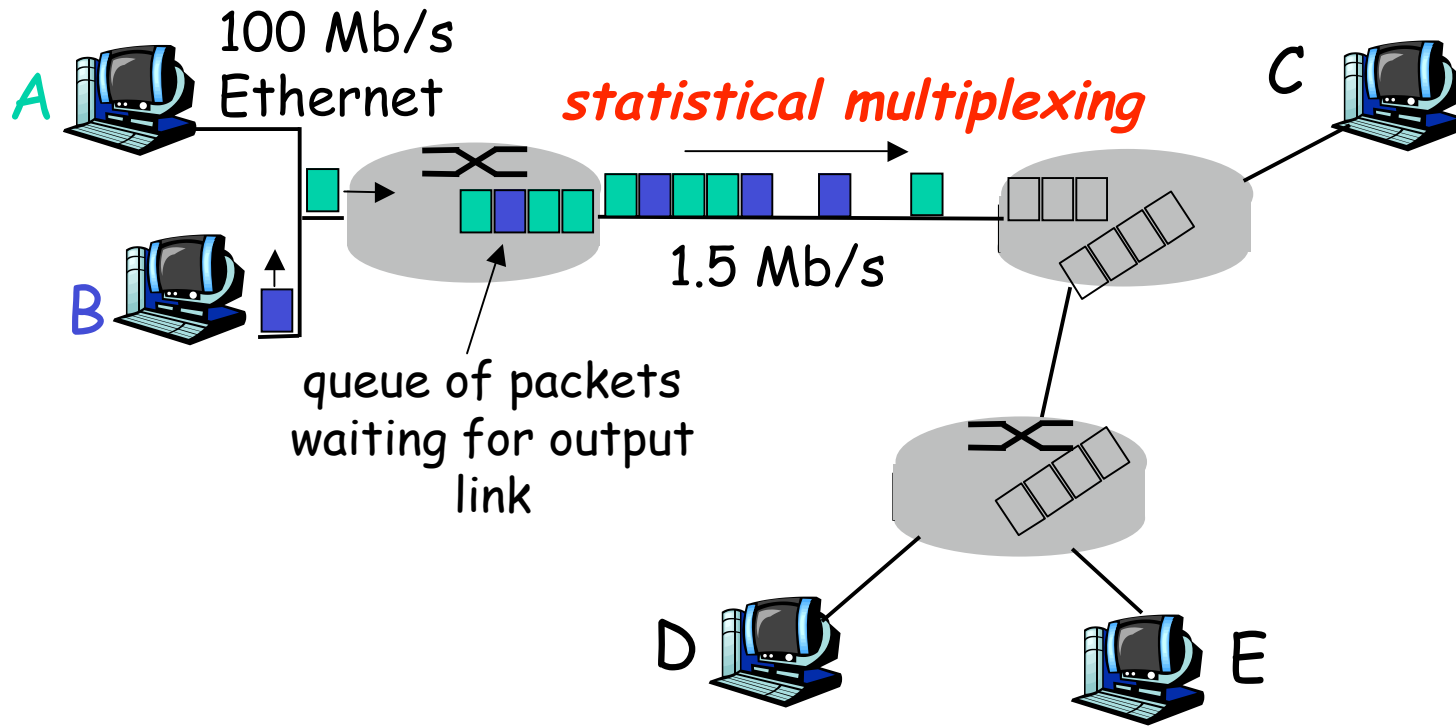 100 Mb/s
Ethernet
A
statistical multiplexing
C
B
1.5 Mb/s
queue of packets
waiting for output
link
D
E